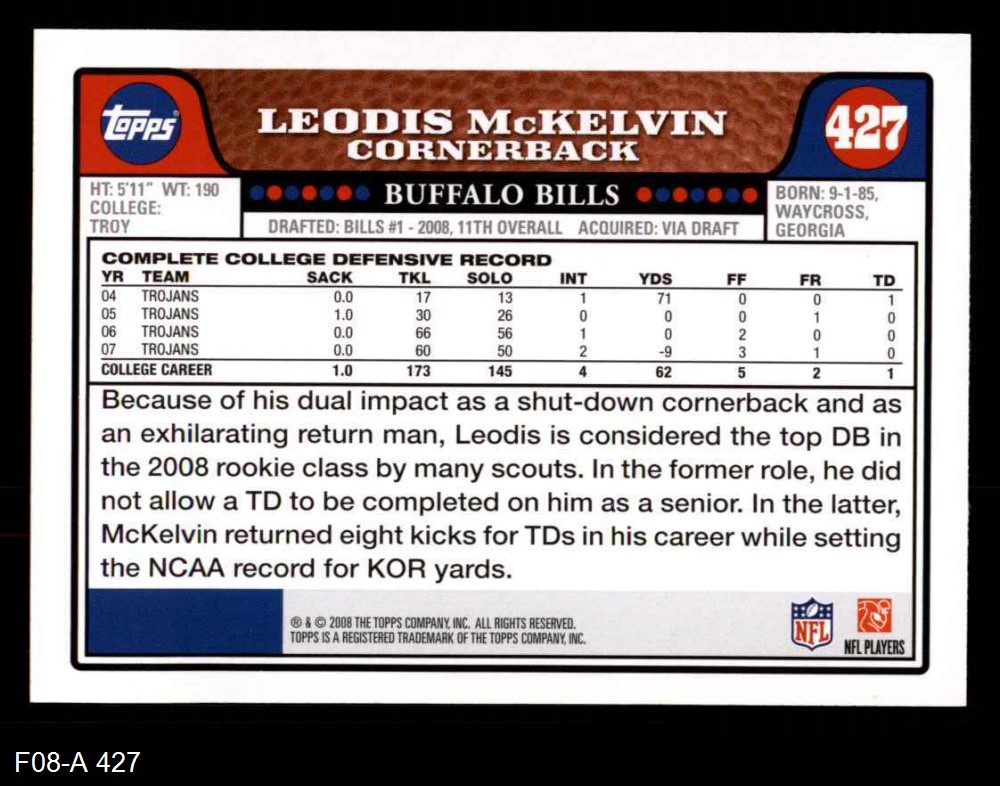 Topps®
LEODIS McKELVIN
CORNERBACK
427
HT: 5'11" WT: 190
COLLEGE:
TROY
BUFFALO BILLS
DRAFTED: BILLS #1 - 2008, 11TH OVERALL ACQUIRED: VIA DRAFT
BORN: 9-1-85,
WAYCROSS,
GEORGIA
COMPLETE COLLEGE DEFENSIVE RECORD
YR TEAM SACK TKL SOLO INT YDS FF FR TD
04 TROJANS 0.0 17 13 1 71 0 0 1
05 TROJANS 1.0 30 26 0 0 0 1 0
06 TROJANS 0.0 66 56 1 0 2 0 0
07 TROJANS 0.0 60 50 2 -9 3 1 0
COLLEGE CAREER 1.0 173 145 4 62 5 2 1
Because of his dual impact as a shut-down cornerback and as
an exhilarating return man, Leodis is considered the top DB in
the 2008 rookie class by many scouts. In the former role, he did
not allow a TD to be completed on him as a senior. In the latter,
McKelvin returned eight kicks for TDs in his career while setting
the NCAA record for KOR yards.
® & © 2008 THE TOPPS COMPANY, INC. ALL RIGHTS RESERVED.
TOPPS IS A REGISTERED TRADEMARK OF THE TOPPS COMPANY, INC.
NFL
NFL PLAYERS
F08-A 427